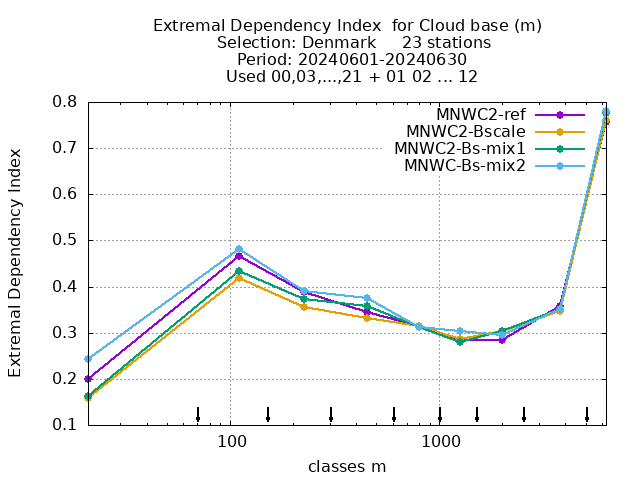 Extremal Dependency Index  for Cloud base (m)
Selection: Denmark     23 stations
Period: 20240601-20240630
Used 00,03,...,21 + 01 02 ... 12
MNWC2-ref
MNWC2-Bscale
MNWC2-Bs-mix1
MNWC-Bs-mix2
Extremal Dependency Index
0.8
0.7
0.6
0.5
0.4
0.3
0.2
0.1
100
1000
classes m